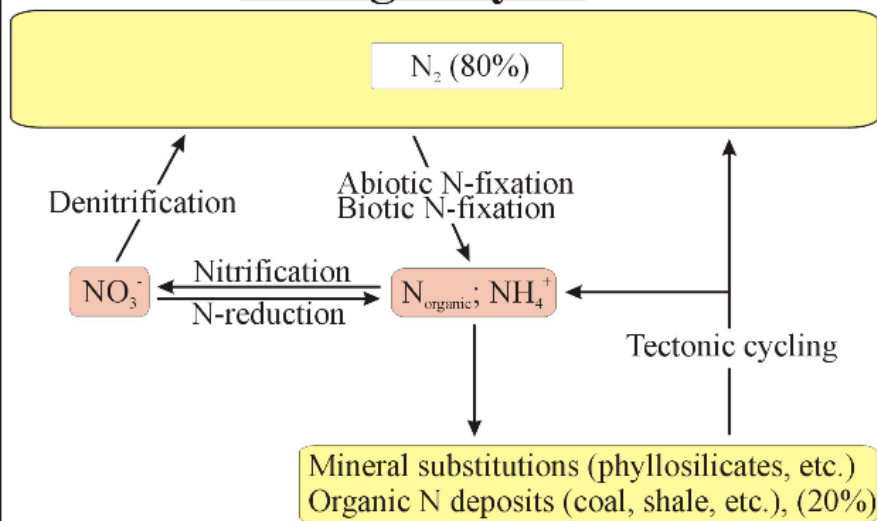 N₂ (80%)
Abiotic N-fixation
Biotic N-fixation
Denitrification
Nitrification
NO₃⁻
N organic; NH₄⁺
N-reduction
Tectonic cycling
Mineral substitutions (phyllosilicates, etc.)
Organic N deposits (coal, shale, etc.), (20%)